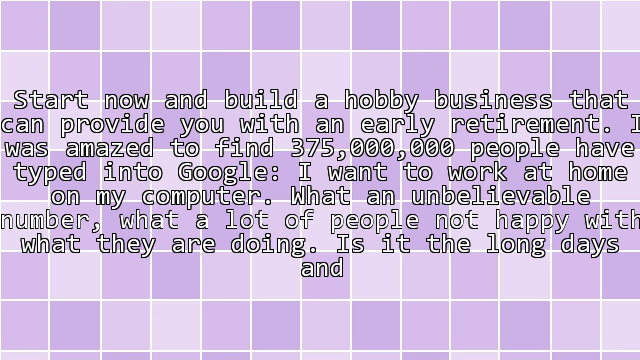 Start now and build a hobby business that
can provide you with an early retirement. I
was amazed to find 375,000,000 people have
typed into Google: I want to work at home
on my computer. What an unbelievable
number, what a lot of people not happy with
what they are doing. Is it the long days
and